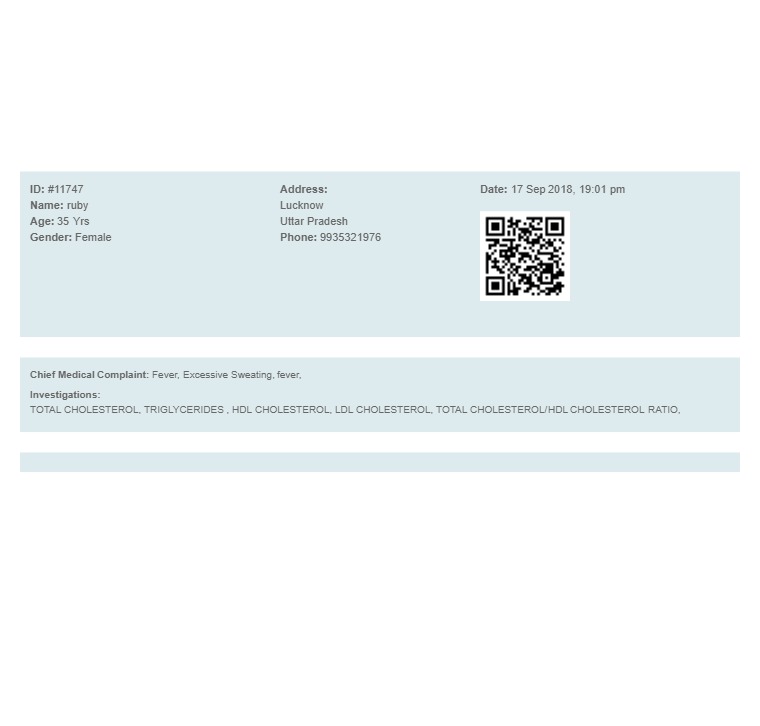 ID: #11747
Name: ruby
Age: 35 Yrs
Gender: Female
Address:
Lucknow
Uttar Pradesh
Phone: 9935321976
Date: 17 Sep 2018, 19:01 pm
Chief Medical Complaint: Fever, Excessive Sweating, fever,
Investigations:
TOTAL CHOLESTEROL, TRIGLYCERIDES , HDL CHOLESTEROL, LDL CHOLESTEROL, TOTAL CHOLESTEROL/HDL CHOLESTEROL RATIO,